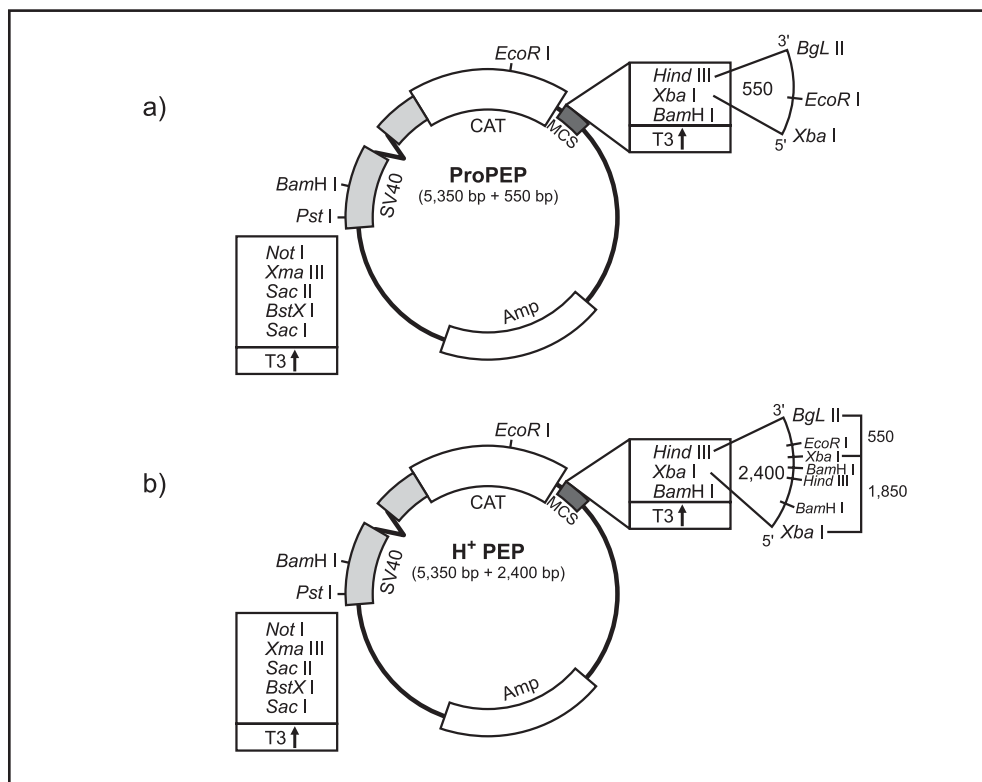 a)
EcoR I
CAT
MCS
Hind III
Xba I
BamH I
T3
3'
BgL II
550
EcoR I
5'
Xba I
ProPEP
(5,350 bp + 550 bp)
SV40
BamH I
Pst I
Not I
Xma III
Sac II
BstX I
Sac I
T3
Amp
b)
EcoR I
CAT
MCS
Hind III
Xba I
BamH I
T3
3'
BgL II
EcoR I
550
Xba I
2,400
BamH I
Hind III
1,850
BamH I
5'
Xba I
H+ PEP
(5,350 bp + 2,400 bp)
SV40
BamH I
Pst I
Not I
Xma III
Sac II
BstX I
Sac I
T3
Amp